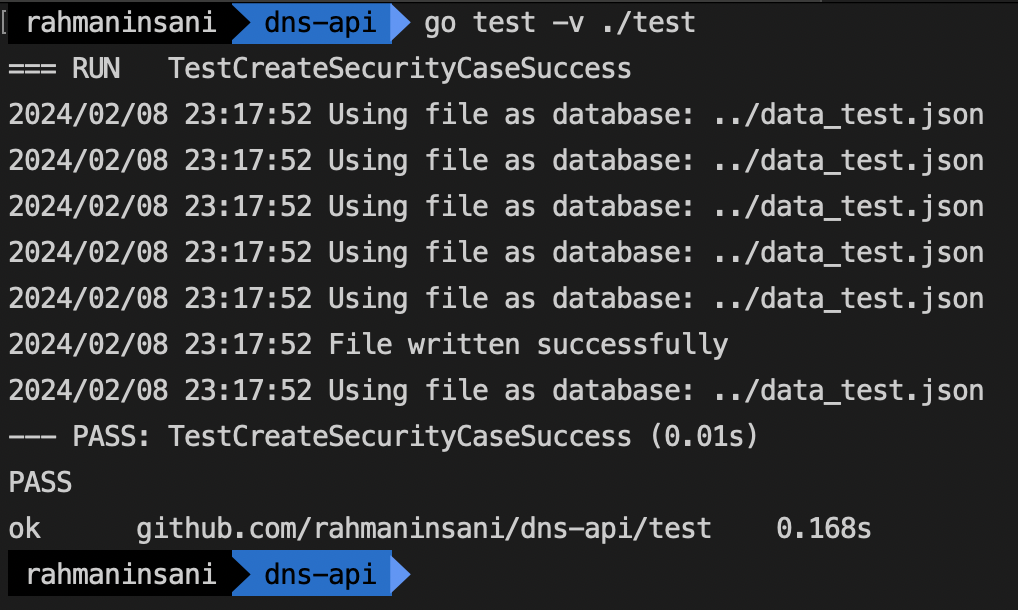 rahmaninsani dns-api go test -v ./test
=== RUN   TestCreateSecurityCaseSuccess
2024/02/08 23:17:52 Using file as database: ../data_test.json
2024/02/08 23:17:52 Using file as database: ../data_test.json
2024/02/08 23:17:52 Using file as database: ../data_test.json
2024/02/08 23:17:52 Using file as database: ../data_test.json
2024/02/08 23:17:52 Using file as database: ../data_test.json
2024/02/08 23:17:52 File written successfully
2024/02/08 23:17:52 Using file as database: ../data_test.json
--- PASS: TestCreateSecurityCaseSuccess (0.01s)
PASS
ok      github.com/rahmaninsani/dns-api/test    0.168s
rahmaninsani dns-api